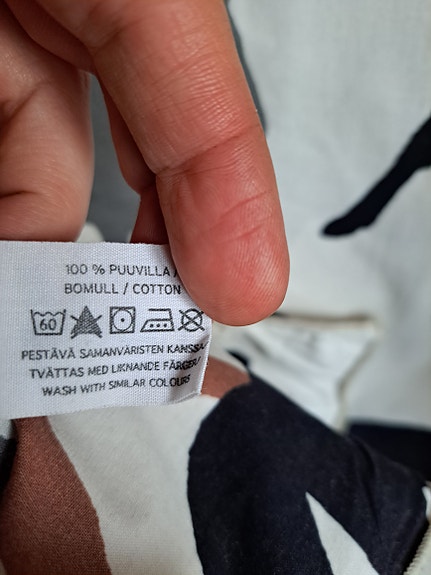 100 % PUUVILLA /
BOMULL / COTTON
60
PESTÄVÄ SAMANVÄRISTEN KANSSA/
TVÄTTAS MED LIKNANDE FÄRGER/
WASH WITH SIMILAR COLOURS